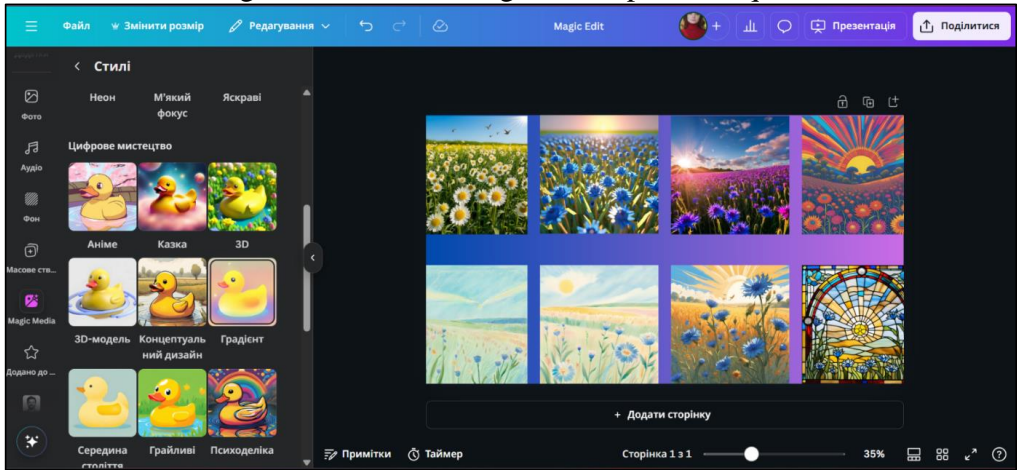 Файл
Змінити розмір
Редагування
Magic Edit
Презентація
Поділитися
Стилі
Фото
Аудіо
Фон
Масове ств...
Magic Media
Додано до ...
Неон
М'який
фокус
Яскраві
Цифрове мистецтво
Аніме
Казка
3D
3D-модель
Концептуаль
ний дизайн
Градієнт
Середина
століття
Грайливі
Психоделіка
+ Додати сторінку
Примітки
Таймер
Сторінка 1 з 1
35%